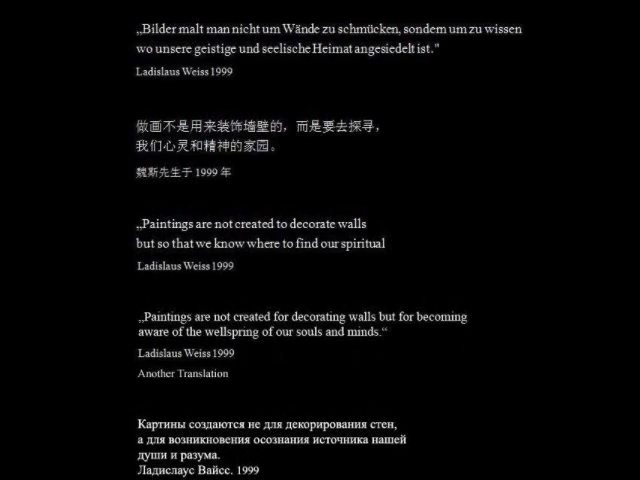 „Bilder malt man nicht um Wände zu schmücken, sondern um zu wissen
wo unsere geistige und seelische Heimat angesiedelt ist."
Ladislaus Weiss 1999
做画不是用来装饰墙壁的，而是要去探寻，
我们心灵和精神的家园。
魏斯先生于 1999 年
„Paintings are not created to decorate walls
but so that we know where to find our spiritual
Ladislaus Weiss 1999
„Paintings are not created for decorating walls but for becoming
aware of the wellspring of our souls and minds.“
Ladislaus Weiss 1999
Another Translation
Картины создаются не для декорирования стен,
а для возникновения осознания источника нашей
души и разума.
Ладислаус Вайсс. 1999